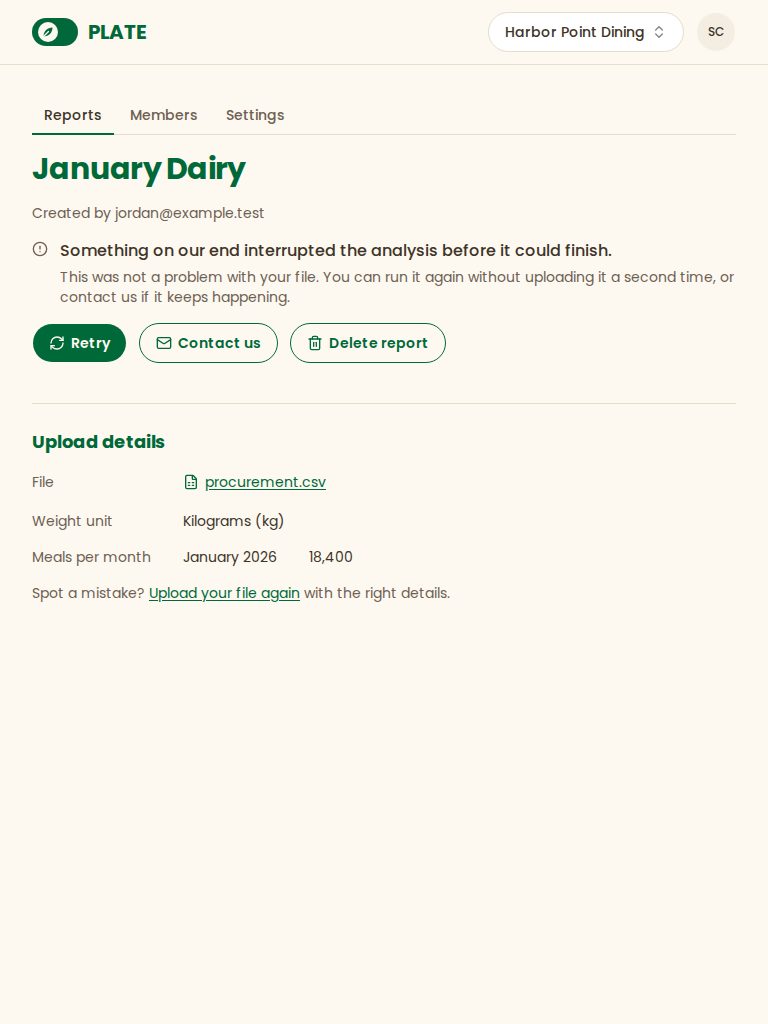 PLATE
Harbor Point Dining
SC
Reports
Members
Settings
January Dairy
Created by jordan@example.test
Something on our end interrupted the analysis before it could finish.
This was not a problem with your file. You can run it again without uploading it a second time, or
contact us if it keeps happening.
Retry
Contact us
Delete report
Upload details
File
procurement.csv
Weight unit
Kilograms (kg)
Meals per month
January 2026
18,400
Spot a mistake? Upload your file again with the right details.